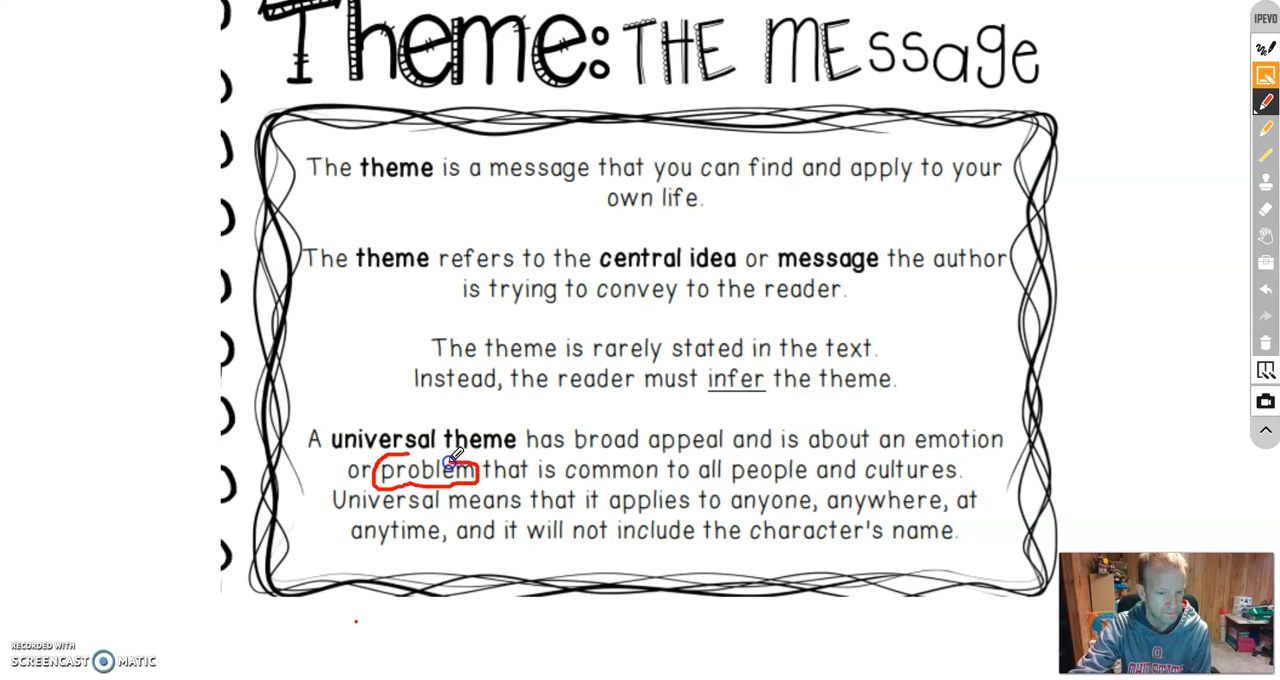 Theme: THE MEssage
IPEVO
The theme is a message that you can find and apply to your
own life.
The theme refers to the central idea or message the author
is trying to convey to the reader.
The theme is rarely stated in the text.
Instead, the reader must infer the theme.
A universal theme has broad appeal and is about an emotion
or problem that is common to all people and cultures.
Universal means that it applies to anyone, anywhere, at
anytime, and it will not include the character's name.
RECORDED WITH
SCREENCAST MATIC
OHIO STATE